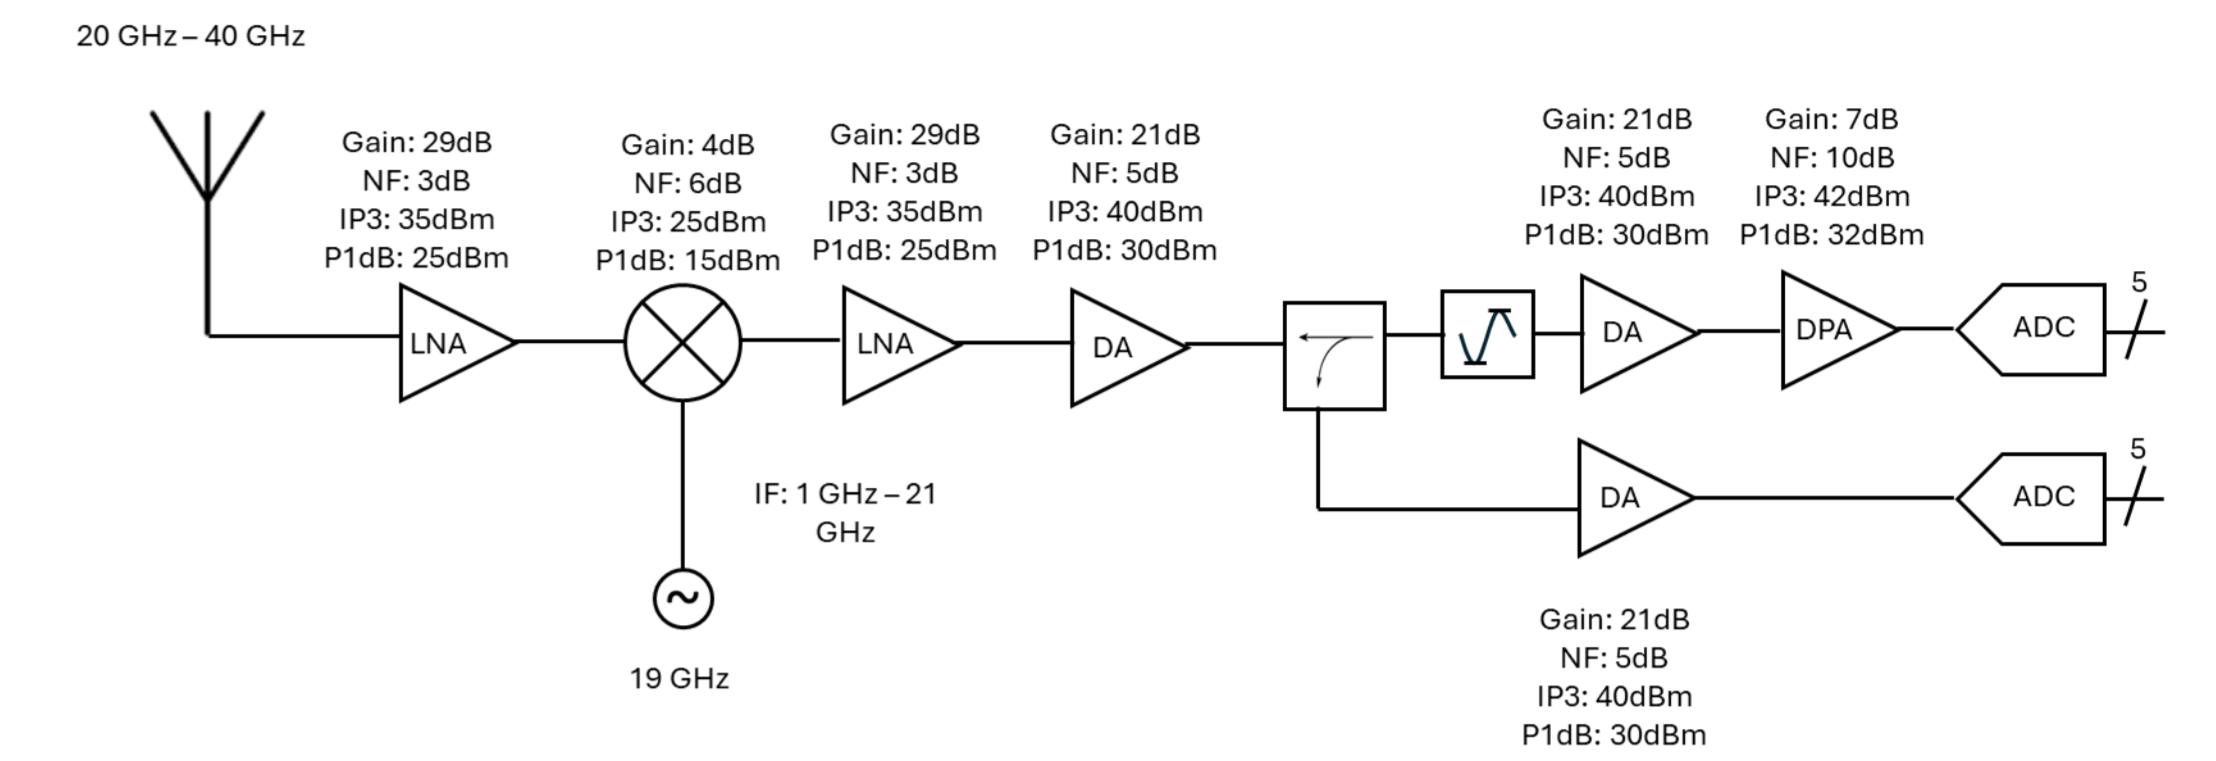 20 GHz – 40 GHz
Gain: 29dB
NF: 3dB
IP3: 35dBm
P1dB: 25dBm
LNA
Gain: 4dB
NF: 6dB
IP3: 25dBm
P1dB: 15dBm
19 GHz
IF: 1 GHz – 21
GHz
Gain: 29dB
NF: 3dB
IP3: 35dBm
P1dB: 25dBm
LNA
Gain: 21dB
NF: 5dB
IP3: 40dBm
P1dB: 30dBm
DA
Gain: 21dB
NF: 5dB
IP3: 40dBm
P1dB: 30dBm
DA
Gain: 7dB
NF: 10dB
IP3: 42dBm
P1dB: 32dBm
DPA
ADC
5
DA
ADC
5
Gain: 21dB
NF: 5dB
IP3: 40dBm
P1dB: 30dBm